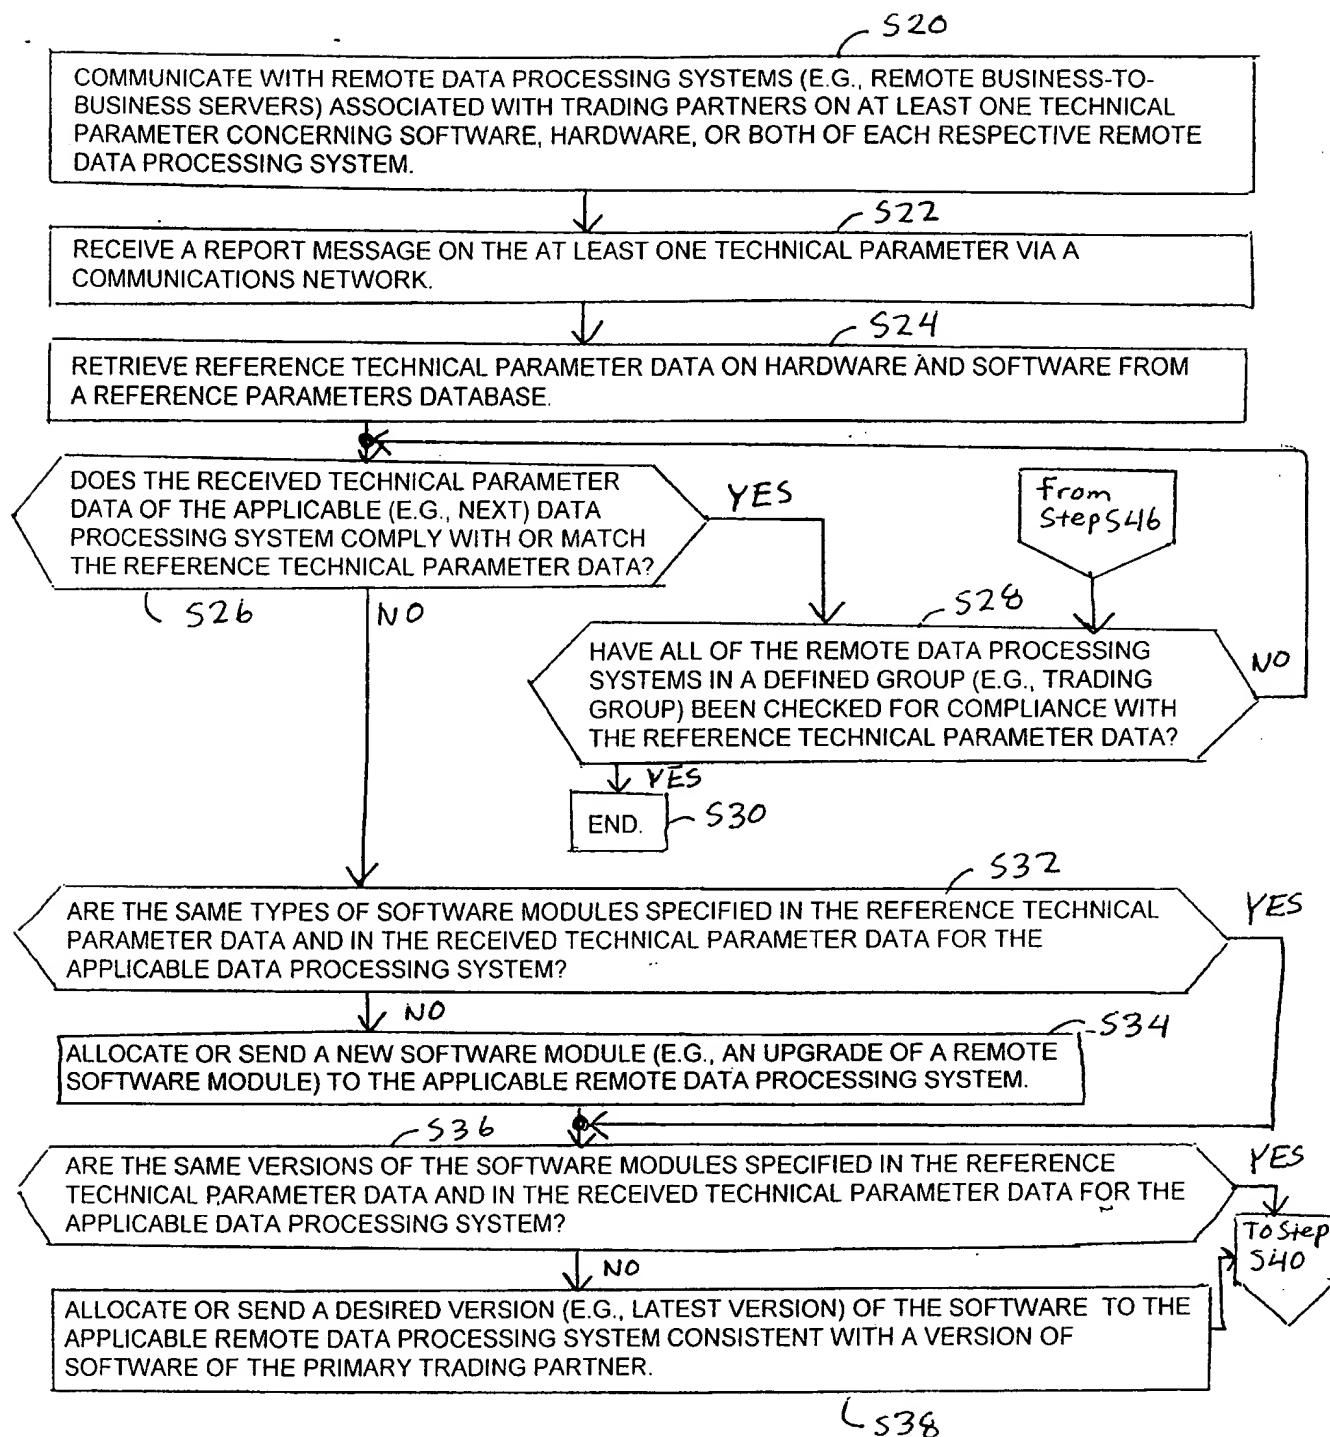 S20
COMMUNICATE WITH REMOTE DATA PROCESSING SYSTEMS (E.G., REMOTE BUSINESS-TO-
BUSINESS SERVERS) ASSOCIATED WITH TRADING PARTNERS ON AT LEAST ONE TECHNICAL
PARAMETER CONCERNING SOFTWARE, HARDWARE, OR BOTH OF EACH RESPECTIVE REMOTE
DATA PROCESSING SYSTEM.
S22
RECEIVE A REPORT MESSAGE ON THE AT LEAST ONE TECHNICAL PARAMETER VIA A
COMMUNICATIONS NETWORK.
S24
RETRIEVE REFERENCE TECHNICAL PARAMETER DATA ON HARDWARE AND SOFTWARE FROM
A REFERENCE PARAMETERS DATABASE.
DOES THE RECEIVED TECHNICAL PARAMETER
DATA OF THE APPLICABLE (E.G., NEXT) DATA
PROCESSING SYSTEM COMPLY WITH OR MATCH
THE REFERENCE TECHNICAL PARAMETER DATA?
YES
from
Step S46
S26
NO
S28
HAVE ALL OF THE REMOTE DATA PROCESSING
SYSTEMS IN A DEFINED GROUP (E.G., TRADING
GROUP) BEEN CHECKED FOR COMPLIANCE WITH
THE REFERENCE TECHNICAL PARAMETER DATA?
NO
YES
END.
S30
S32
ARE THE SAME TYPES OF SOFTWARE MODULES SPECIFIED IN THE REFERENCE TECHNICAL
PARAMETER DATA AND IN THE RECEIVED TECHNICAL PARAMETER DATA FOR THE
APPLICABLE DATA PROCESSING SYSTEM?
YES
NO
S34
ALLOCATE OR SEND A NEW SOFTWARE MODULE (E.G., AN UPGRADE OF A REMOTE
SOFTWARE MODULE) TO THE APPLICABLE REMOTE DATA PROCESSING SYSTEM.
S36
ARE THE SAME VERSIONS OF THE SOFTWARE MODULES SPECIFIED IN THE REFERENCE
TECHNICAL PARAMETER DATA AND IN THE RECEIVED TECHNICAL PARAMETER DATA FOR THE
APPLICABLE DATA PROCESSING SYSTEM?
YES
To Step
S40
NO
ALLOCATE OR SEND A DESIRED VERSION (E.G., LATEST VERSION) OF THE SOFTWARE TO THE
APPLICABLE REMOTE DATA PROCESSING SYSTEM CONSISTENT WITH A VERSION OF
SOFTWARE OF THE PRIMARY TRADING PARTNER.
S38